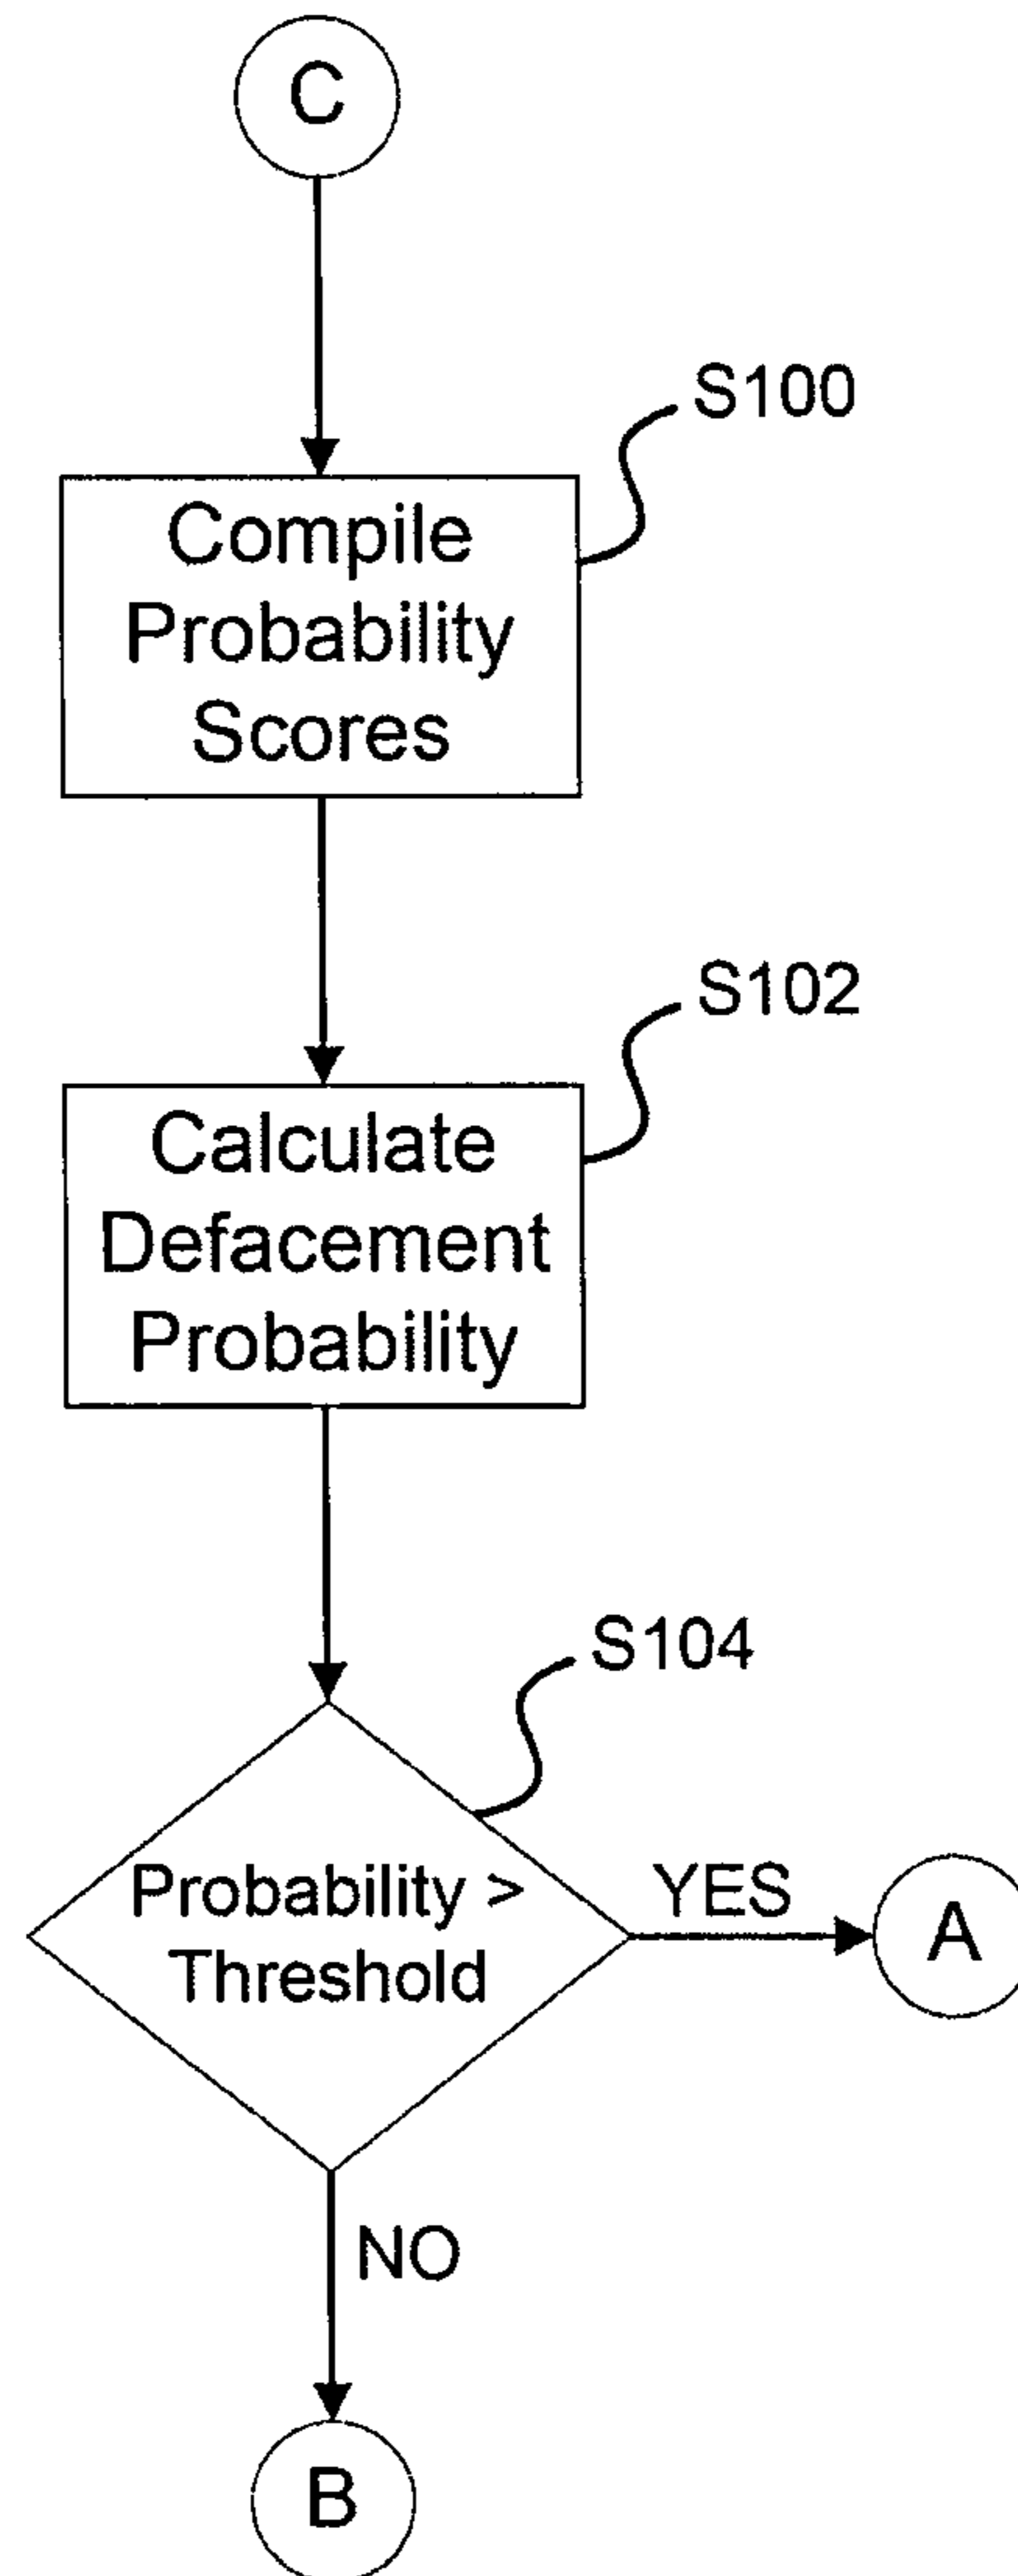 C
S100
Compile
Probability
Scores
S102
Calculate
Defacement
Probability
S104
Probability >
Threshold
YES
A
NO
B